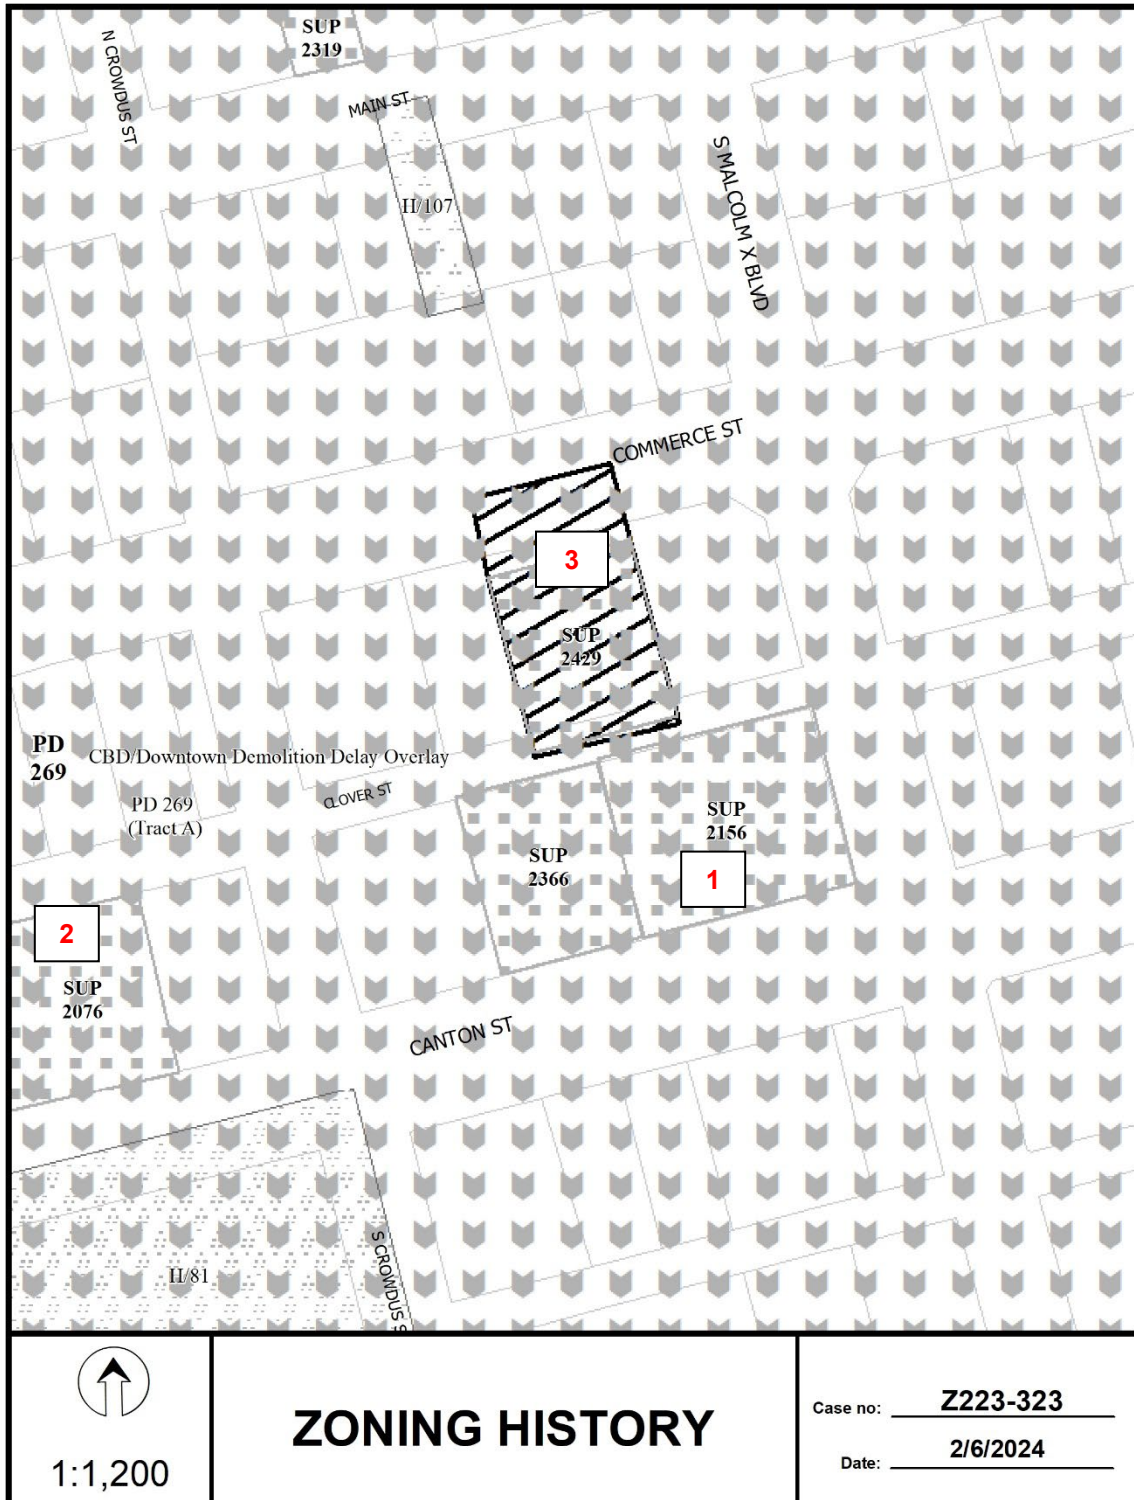 SUP
2319
N CROWDUS ST
MAIN ST
S MALCOLM X BLVD
H/107
COMMERCE ST
3
SUP
2429
PD
269
CBD/Downtown Demolition Delay Overlay
PD 269
(Tract A)
CLOVER ST
SUP
2156
SUP
2366
1
2
SUP
2076
CANTON ST
H/81
S CROWDUS S
1:1,200
ZONING HISTORY
Case no: Z223-323
Date: 2/6/2024